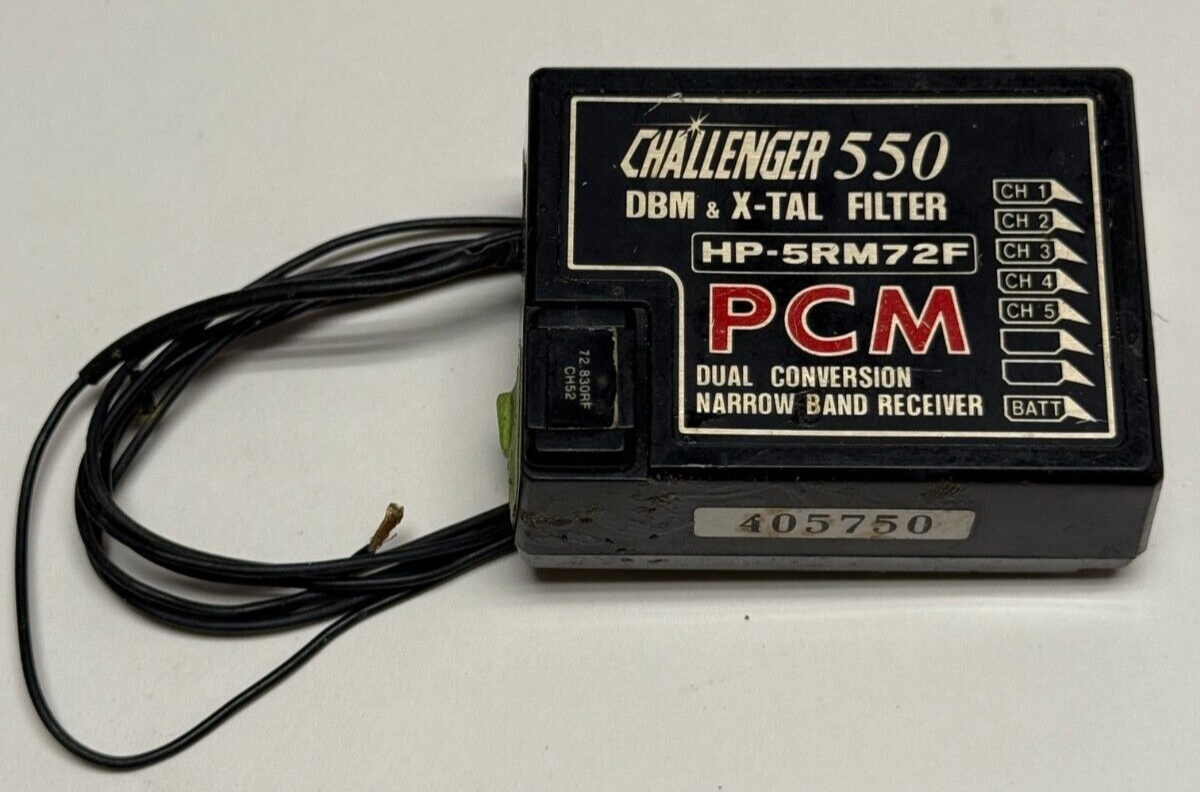 CHALLENGER 550
DBM & X-TAL FILTER
HP-5RM72F
PCM
DUAL CONVERSION
NARROW BAND RECEIVER
CH 1
CH 2
CH 3
CH 4
CH 5
BATT
72.830RF
CH52
405750